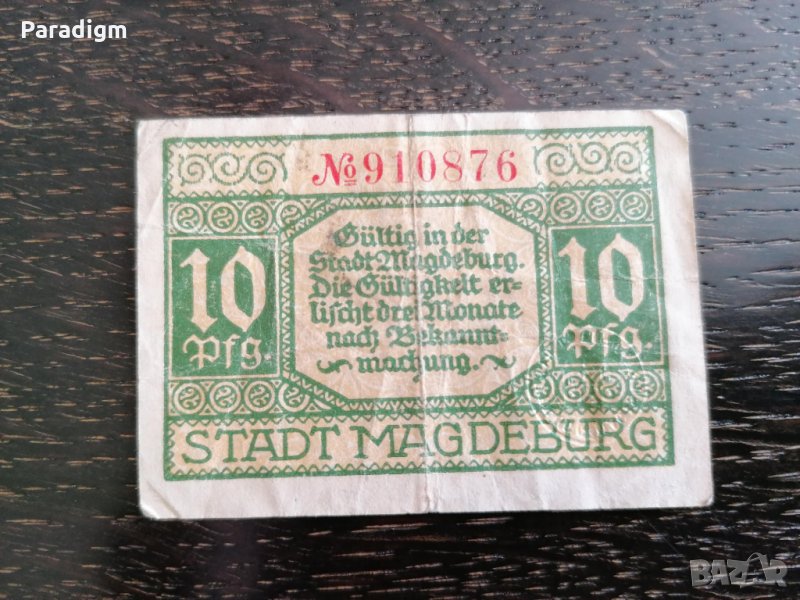 Paradigm
№910876
10
Pfg.
Gültig in der
Stadt Magdeburg.
Die Gültigkeit er-
lischt drei Monate
nach Bekannt-
machung.
10
Pfg.
STADT MAGDEBURG
BAZAR